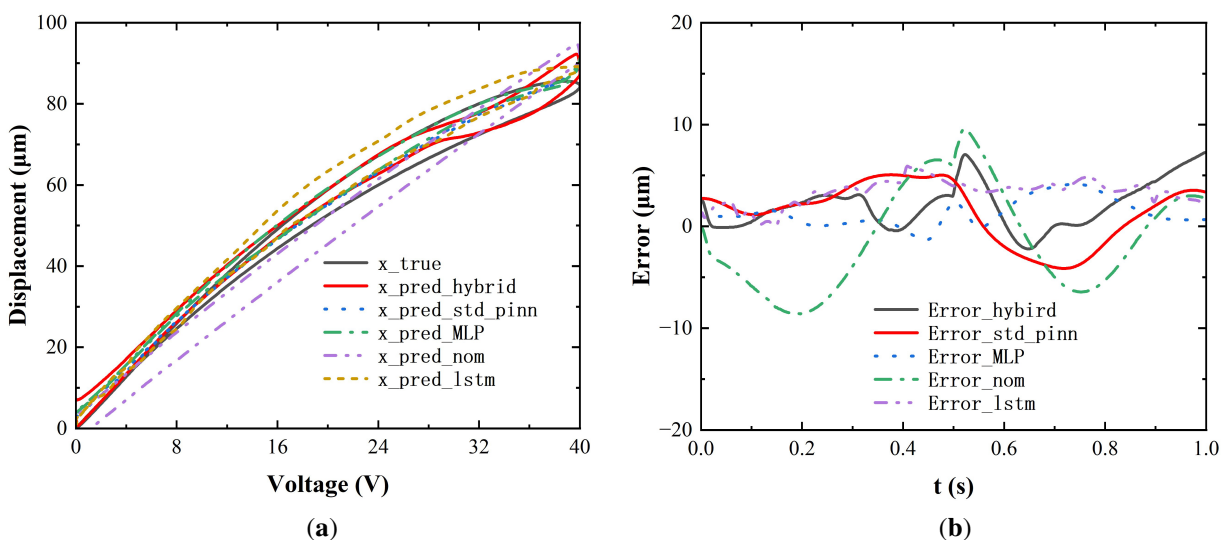 100
80
60
40
20
0
Displacement (μm)
0 8 16 24 32 40
Voltage (V)
x_true
x_pred_hybrid
x_pred_std_pinn
x_pred_MLP
x_pred_nom
x_pred_lstm
(a)
20
10
0
−10
−20
Error (μm)
0.0 0.2 0.4 0.6 0.8 1.0
t (s)
Error_hybird
Error_std_pinn
Error_MLP
Error_nom
Error_lstm
(b)